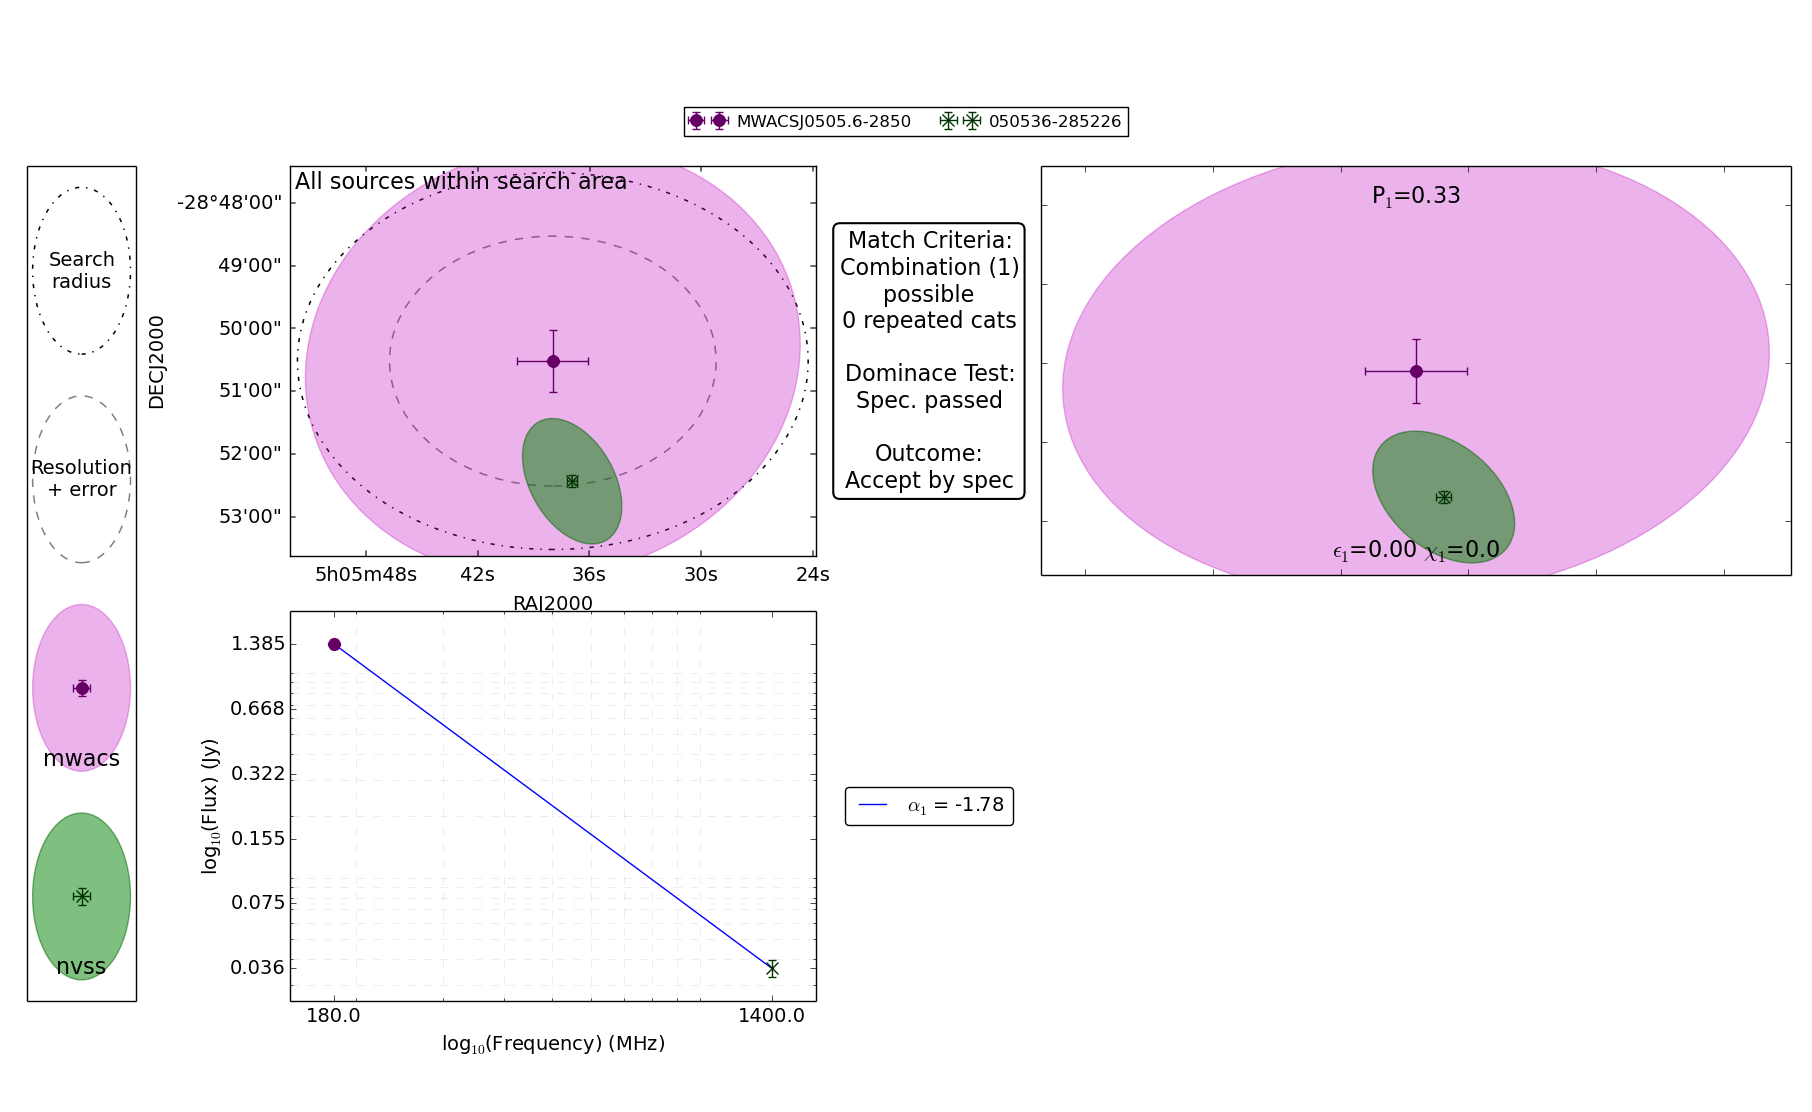 MWACSJ0505.6-2850 050536-285226
Search
radius
Resolution
+ error
mwacs
nvss
All sources within search area
DECJ2000
-28°48'00"
49'00"
50'00"
51'00"
52'00"
53'00"
5h05m48s 42s 36s 30s 24s
RAJ2000
Match Criteria:
Combination (1)
possible
0 repeated cats
Dominace Test:
Spec. passed
Outcome:
Accept by spec
P₁=0.33
ϵ₁=0.00 χ₁=0.0
log₁₀(Flux) (Jy)
1.385
0.668
0.322
0.155
0.075
0.036
180.0 1400.0
log₁₀(Frequency) (MHz)
α₁ = -1.78